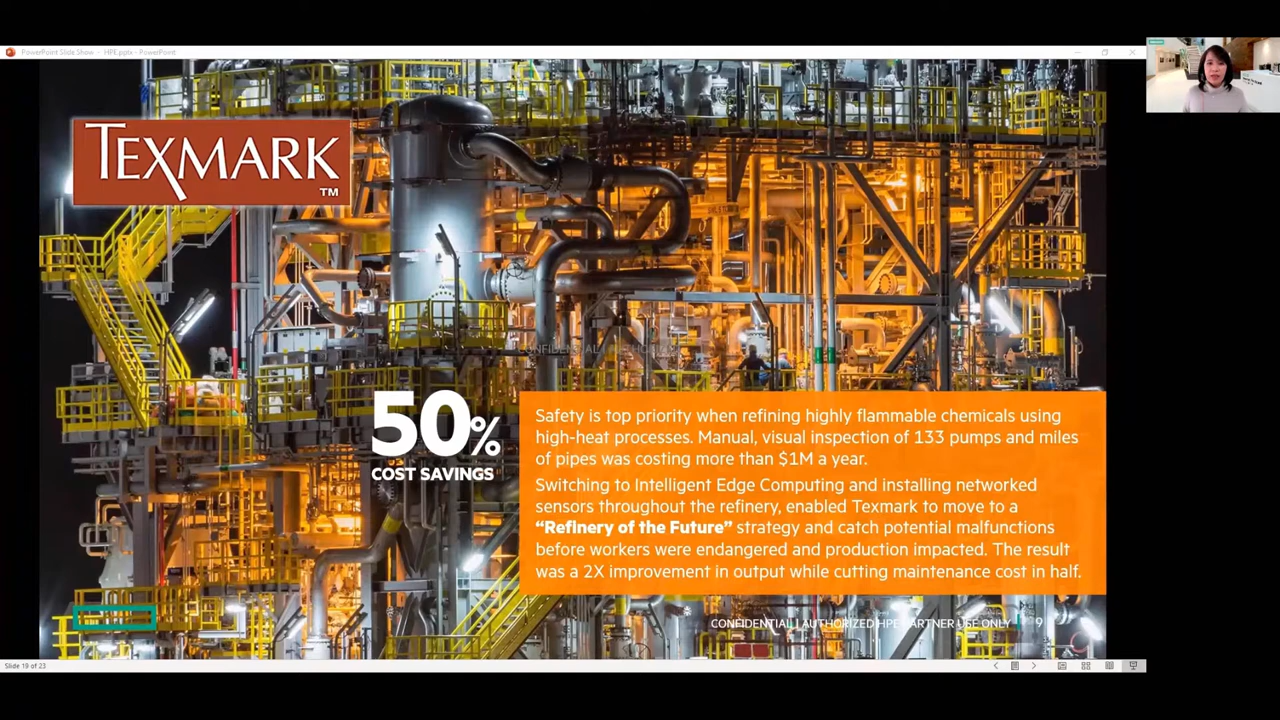 PowerPoint Slide Show - HPE.pptx - PowerPoint
TEXMARK
TM
50%
COST SAVINGS
Safety is top priority when refining highly flammable chemicals using
high-heat processes. Manual, visual inspection of 133 pumps and miles
of pipes was costing more than $1M a year.
Switching to Intelligent Edge Computing and installing networked
sensors throughout the refinery, enabled Texmark to move to a
“Refinery of the Future” strategy and catch potential malfunctions
before workers were endangered and production impacted. The result
was a 2X improvement in output while cutting maintenance cost in half.
CONFIDENTIAL | AUTHORIZED HPE PARTNER USE ONLY
9
Slide 19 of 23